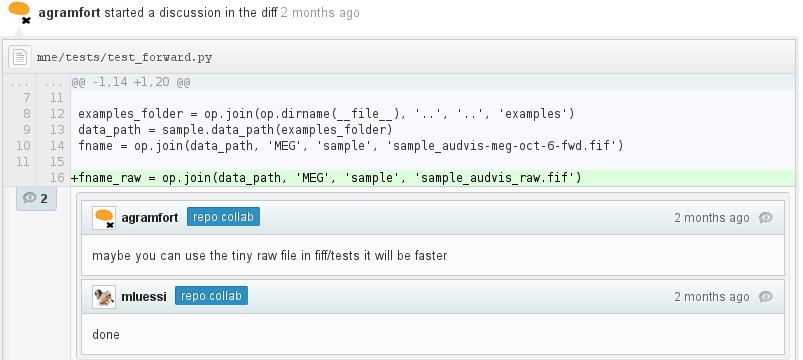 agramfort started a discussion in the diff 2 months ago
mne/tests/test_forward.py
... ... @@ -1,14 +1,20 @@
7 11
8 12 examples_folder = op.join(op.dirname(__file__), '..', '..', 'examples')
9 13 data_path = sample.data_path(examples_folder)
10 14 fname = op.join(data_path, 'MEG', 'sample', 'sample_audvis-meg-oct-6-fwd.fif')
11 15
16 +fname_raw = op.join(data_path, 'MEG', 'sample', 'sample_audvis_raw.fif')
2
agramfort repo collab 2 months ago
maybe you can use the tiny raw file in fiff/tests it will be faster
mluessi repo collab 2 months ago
done